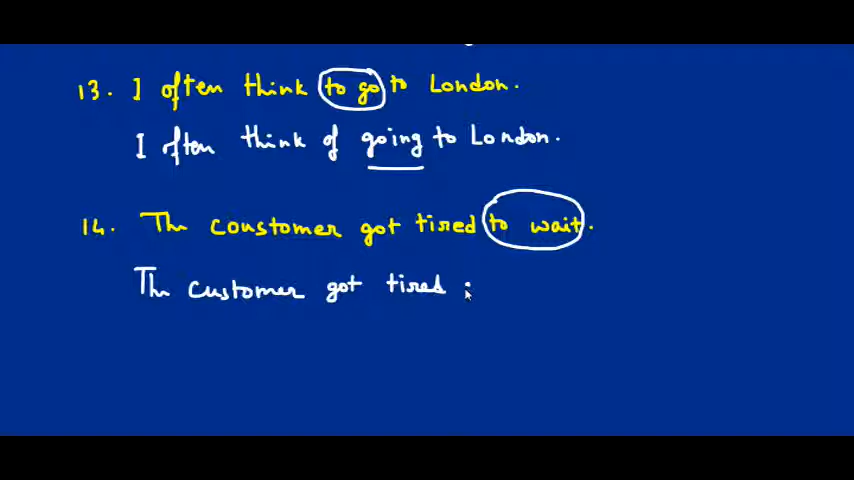 13. I often think to go to London.
I often think of going to London.
14. The coustomer got tired to wait.
The customer got tired